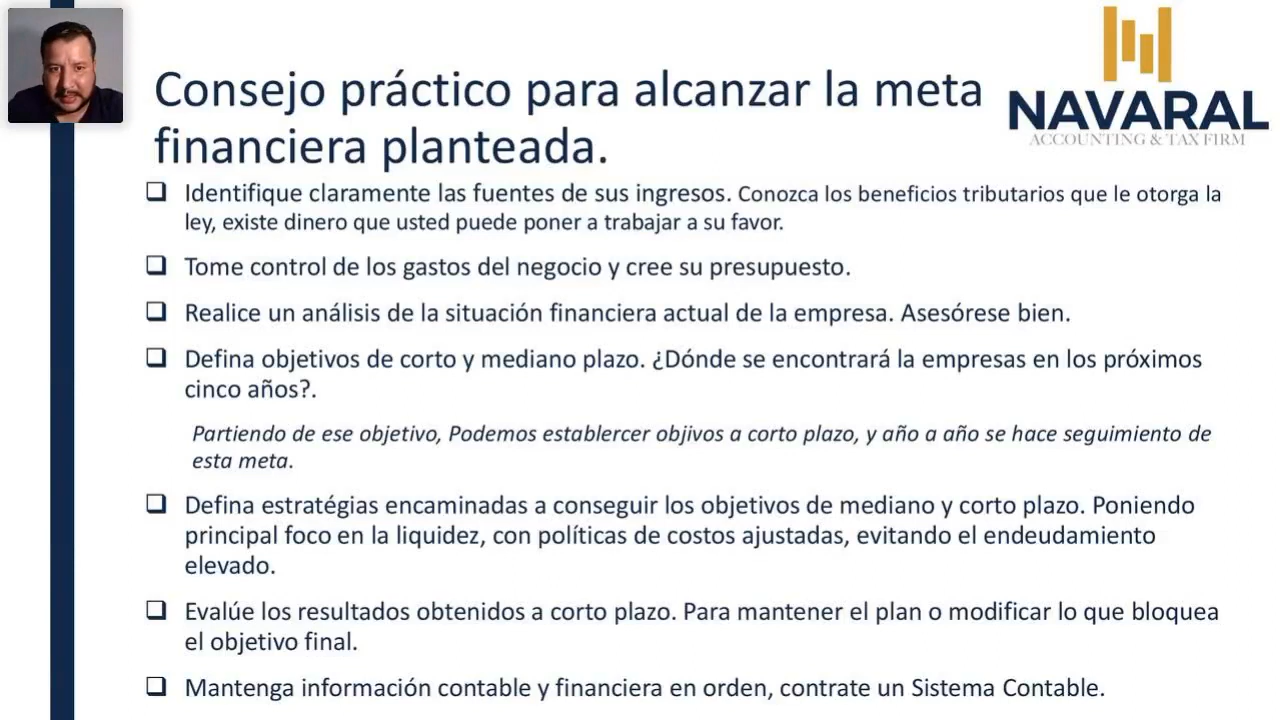 Consejo práctico para alcanzar la meta
financiera planteada.
NAVARAL
ACCOUNTING & TAX FIRM
Identifique claramente las fuentes de sus ingresos. Conozca los beneficios tributarios que le otorga la
ley, existe dinero que usted puede poner a trabajar a su favor.
Tome control de los gastos del negocio y cree su presupuesto.
Realice un análisis de la situación financiera actual de la empresa. Asesórese bien.
Defina objetivos de corto y mediano plazo. ¿Dónde se encontrará la empresas en los próximos
cinco años?.
Partiendo de ese objetivo, Podemos establercer objivos a corto plazo, y año a año se hace seguimiento de
esta meta.
Defina estratégias encaminadas a conseguir los objetivos de mediano y corto plazo. Poniendo
principal foco en la liquidez, con políticas de costos ajustadas, evitando el endeudamiento
elevado.
Evalúe los resultados obtenidos a corto plazo. Para mantener el plan o modificar lo que bloquea
el objetivo final.
Mantenga información contable y financiera en orden, contrate un Sistema Contable.